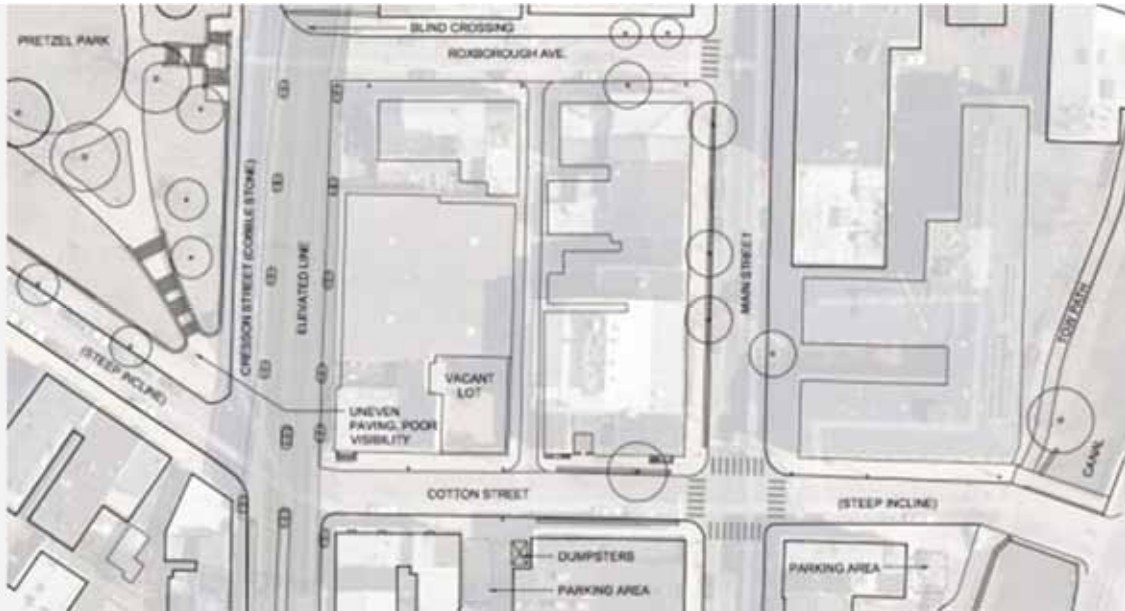 BLIND CROSSING
PRETZEL PARK
ROXBOROUGH AVE.
CRESSON STREET (COBBLE STONE)
ELEVATED LINE
MAIN STREET
TOW PATH
(STEEP INCLINE)
VACANT
LOT
UNEVEN
PAVING, POOR
VISIBILITY
CANAL
COTTON STREET
(STEEP INCLINE)
DUMPSTERS
PARKING AREA
PARKING AREA